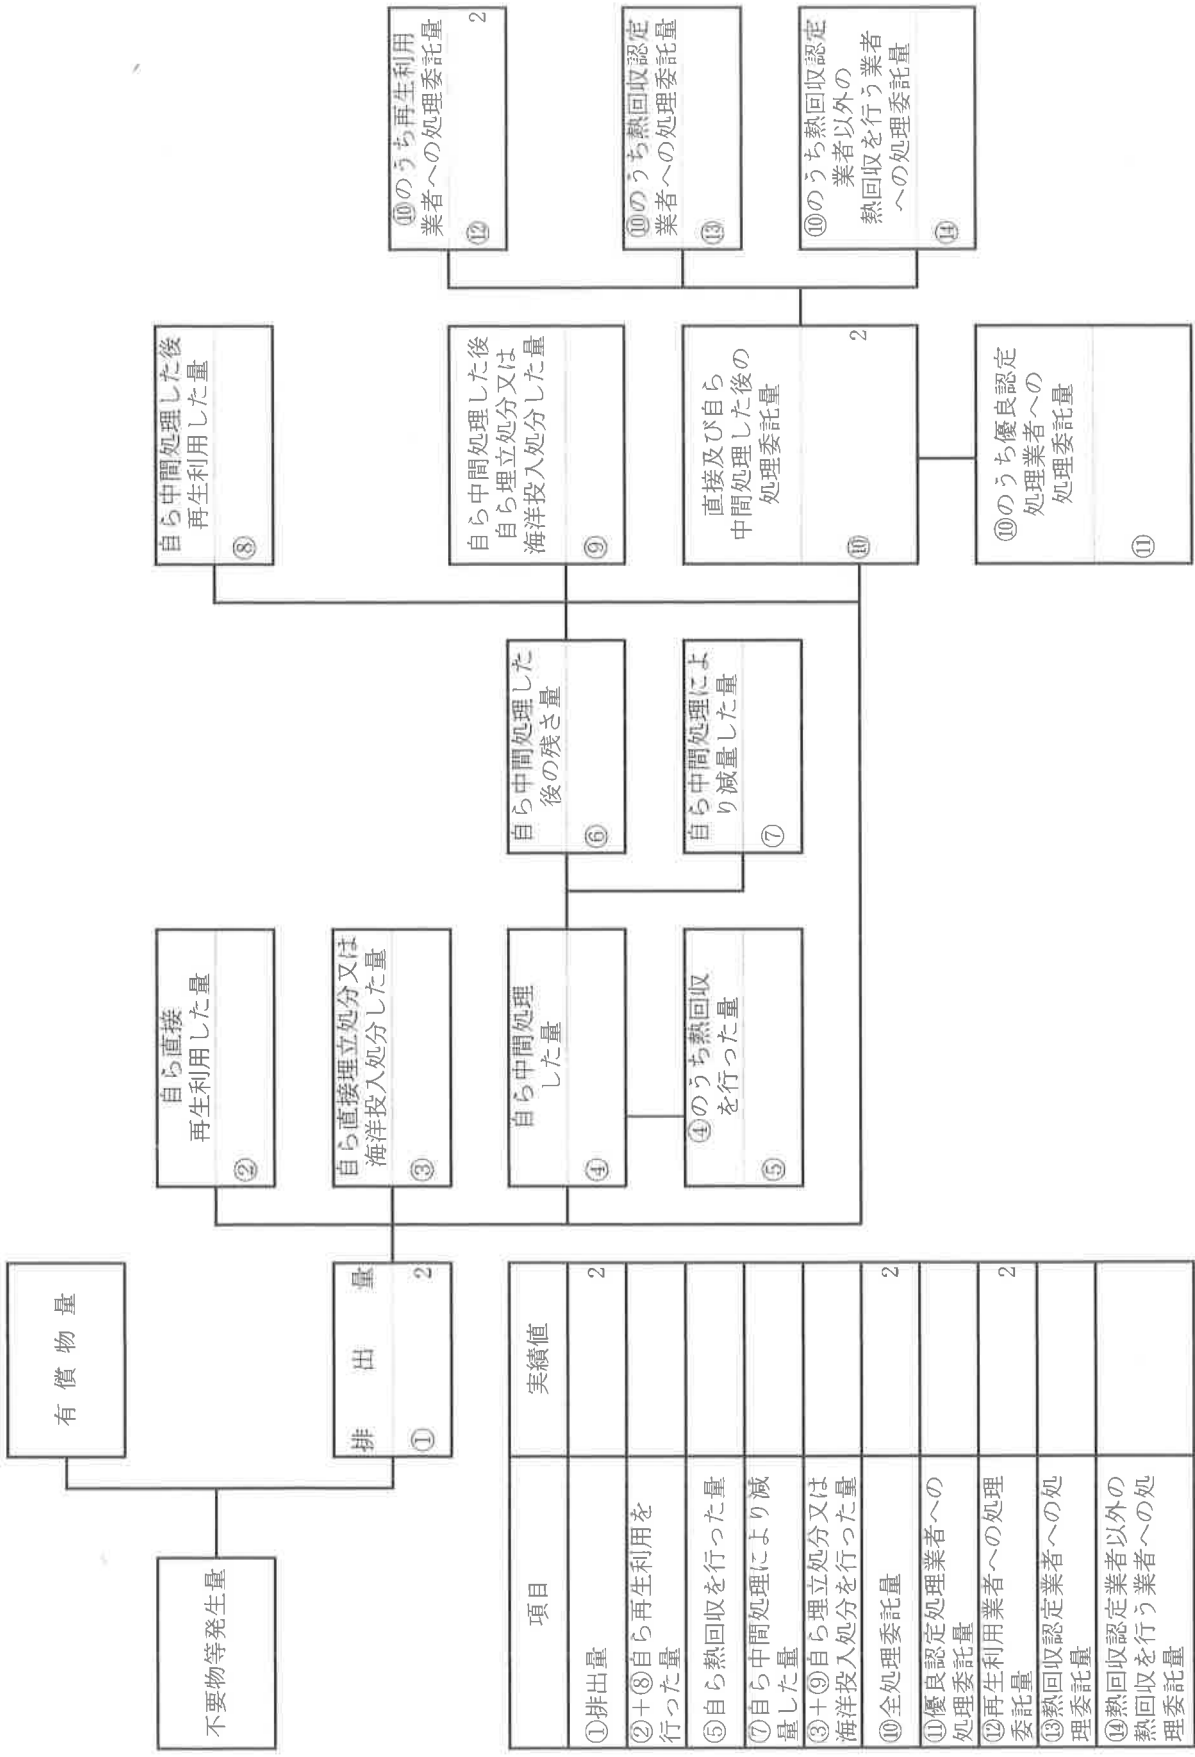 不要物等発生量
有償物量
排出量
①
2
自ら直接
再生利用した量
②
自ら直接埋立処分又は
海洋投入処分した量
③
自ら中間処理
した量
④
④のうち熱回収
を行った量
⑤
自ら中間処理した
後の残さ量
⑥
自ら中間処理によ
り減量した量
⑦
自ら中間処理した後
再生利用した量
⑧
自ら中間処理した後
自ら埋立処分又は
海洋投入処分した量
⑨
直接及び自ら
中間処理した後の
処理委託量
⑩
2
⑩のうち優良認定
処理業者への
処理委託量
⑪
⑩のうち再生利用
業者への処理委託量
⑫
2
⑩のうち熱回収認定
業者への処理委託量
⑬
⑩のうち熱回収認定
業者以外の
熱回収を行う業者
への処理委託量
⑭
項目 実績値
①排出量 2
②+⑧自ら再生利用を
行った量
⑤自ら熱回収を行った量
⑦自ら中間処理により減
量した量
③+⑨自ら埋立処分又は
海洋投入処分を行った量
⑩全処理委託量 2
⑪優良認定処理業者への
処理委託量
⑫再生利用業者への処理
委託量 2
⑬熱回収認定業者への処
理委託量
⑭熱回収認定業者以外の
熱回収を行う業者への処
理委託量